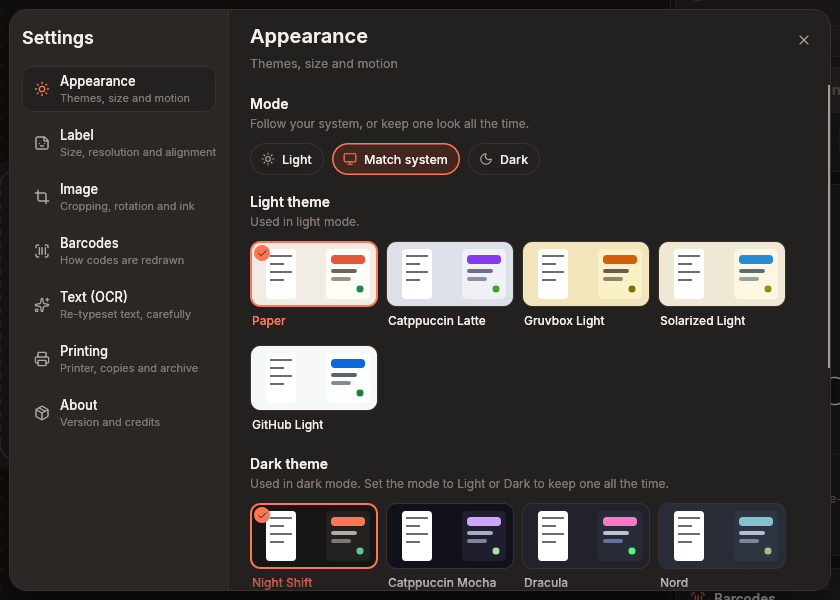 Settings
Appearance
Themes, size and motion
Label
Size, resolution and alignment
Image
Cropping, rotation and ink
Barcodes
How codes are redrawn
Text (OCR)
Re-typeset text, carefully
Printing
Printer, copies and archive
About
Version and credits
Appearance
Themes, size and motion
Mode
Follow your system, or keep one look all the time.
Light
Match system
Dark
Light theme
Used in light mode.
Paper
Catppuccin Latte
Gruvbox Light
Solarized Light
GitHub Light
Dark theme
Used in dark mode. Set the mode to Light or Dark to keep one all the time.
Night Shift
Catppuccin Mocha
Dracula
Nord
Barcodes